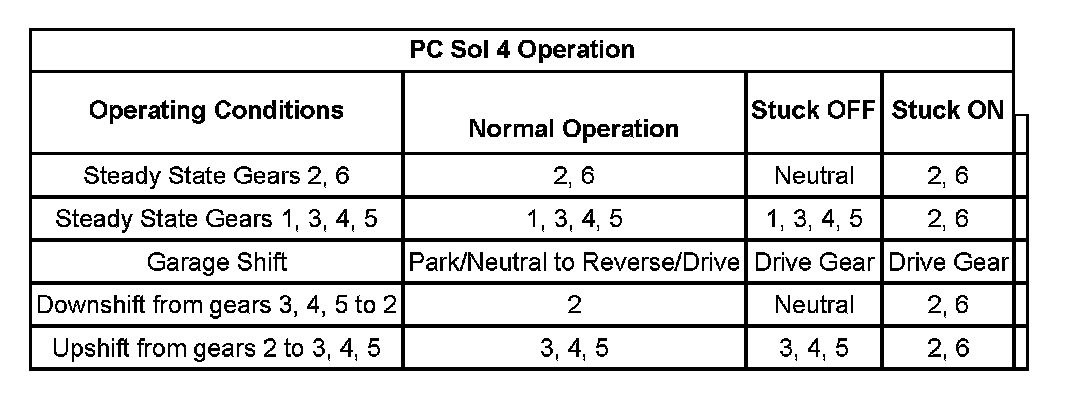 PC Sol 4 Operation
Operating Conditions Normal Operation Stuck OFF Stuck ON
Steady State Gears 2, 6 2, 6 Neutral 2, 6
Steady State Gears 1, 3, 4, 5 1, 3, 4, 5 1, 3, 4, 5 2, 6
Garage Shift Park/Neutral to Reverse/Drive Drive Gear Drive Gear
Downshift from gears 3, 4, 5 to 2 2 Neutral 2, 6
Upshift from gears 2 to 3, 4, 5 3, 4, 5 3, 4, 5 2, 6